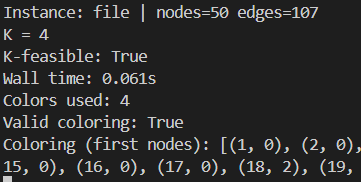 Instance: file | nodes=50 edges=107
K = 4
K-feasible: True
Wall time: 0.061s
Colors used: 4
Valid coloring: True
Coloring (first nodes): [(1, 0), (2, 0),
15, 0), (16, 0), (17, 0), (18, 2), (19,